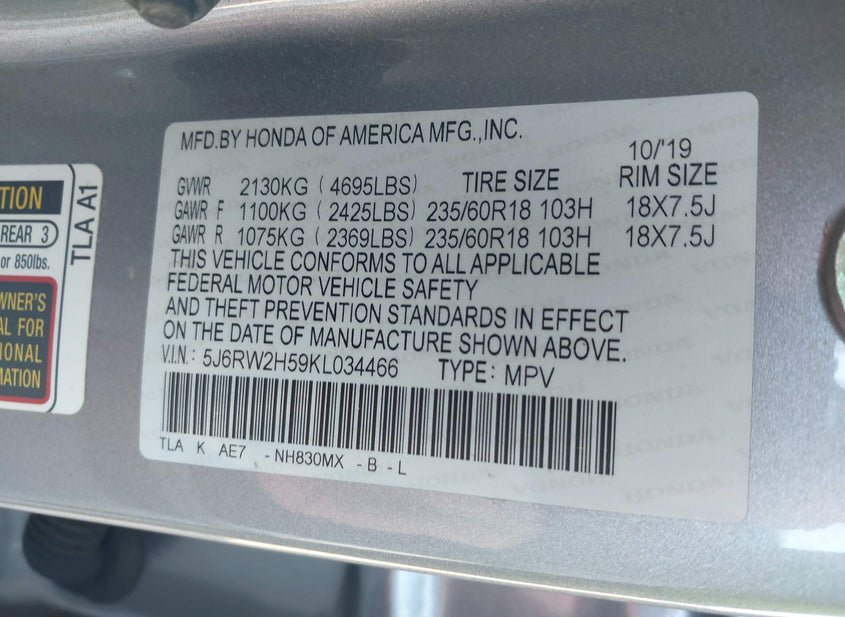 MFD.BY HONDA OF AMERICA MFG.,INC.
10/'19
GVWR 2130KG (4695LBS) TIRE SIZE RIM SIZE
GAWR F 1100KG (2425LBS) 235/60R18 103H 18X7.5J
GAWR R 1075KG (2369LBS) 235/60R18 103H 18X7.5J
THIS VEHICLE CONFORMS TO ALL APPLICABLE
FEDERAL MOTOR VEHICLE SAFETY
AND THEFT PREVENTION STANDARDS IN EFFECT
ON THE DATE OF MANUFACTURE SHOWN ABOVE.
V.I.N.: 5J6RW2H59KL034466 TYPE: MPV
TLA K AE7 -NH830MX -B -L
TION
REAR 3
or 850lbs.
WNER'S
AL FOR
IONAL
MATION
TLA A1
HONDA